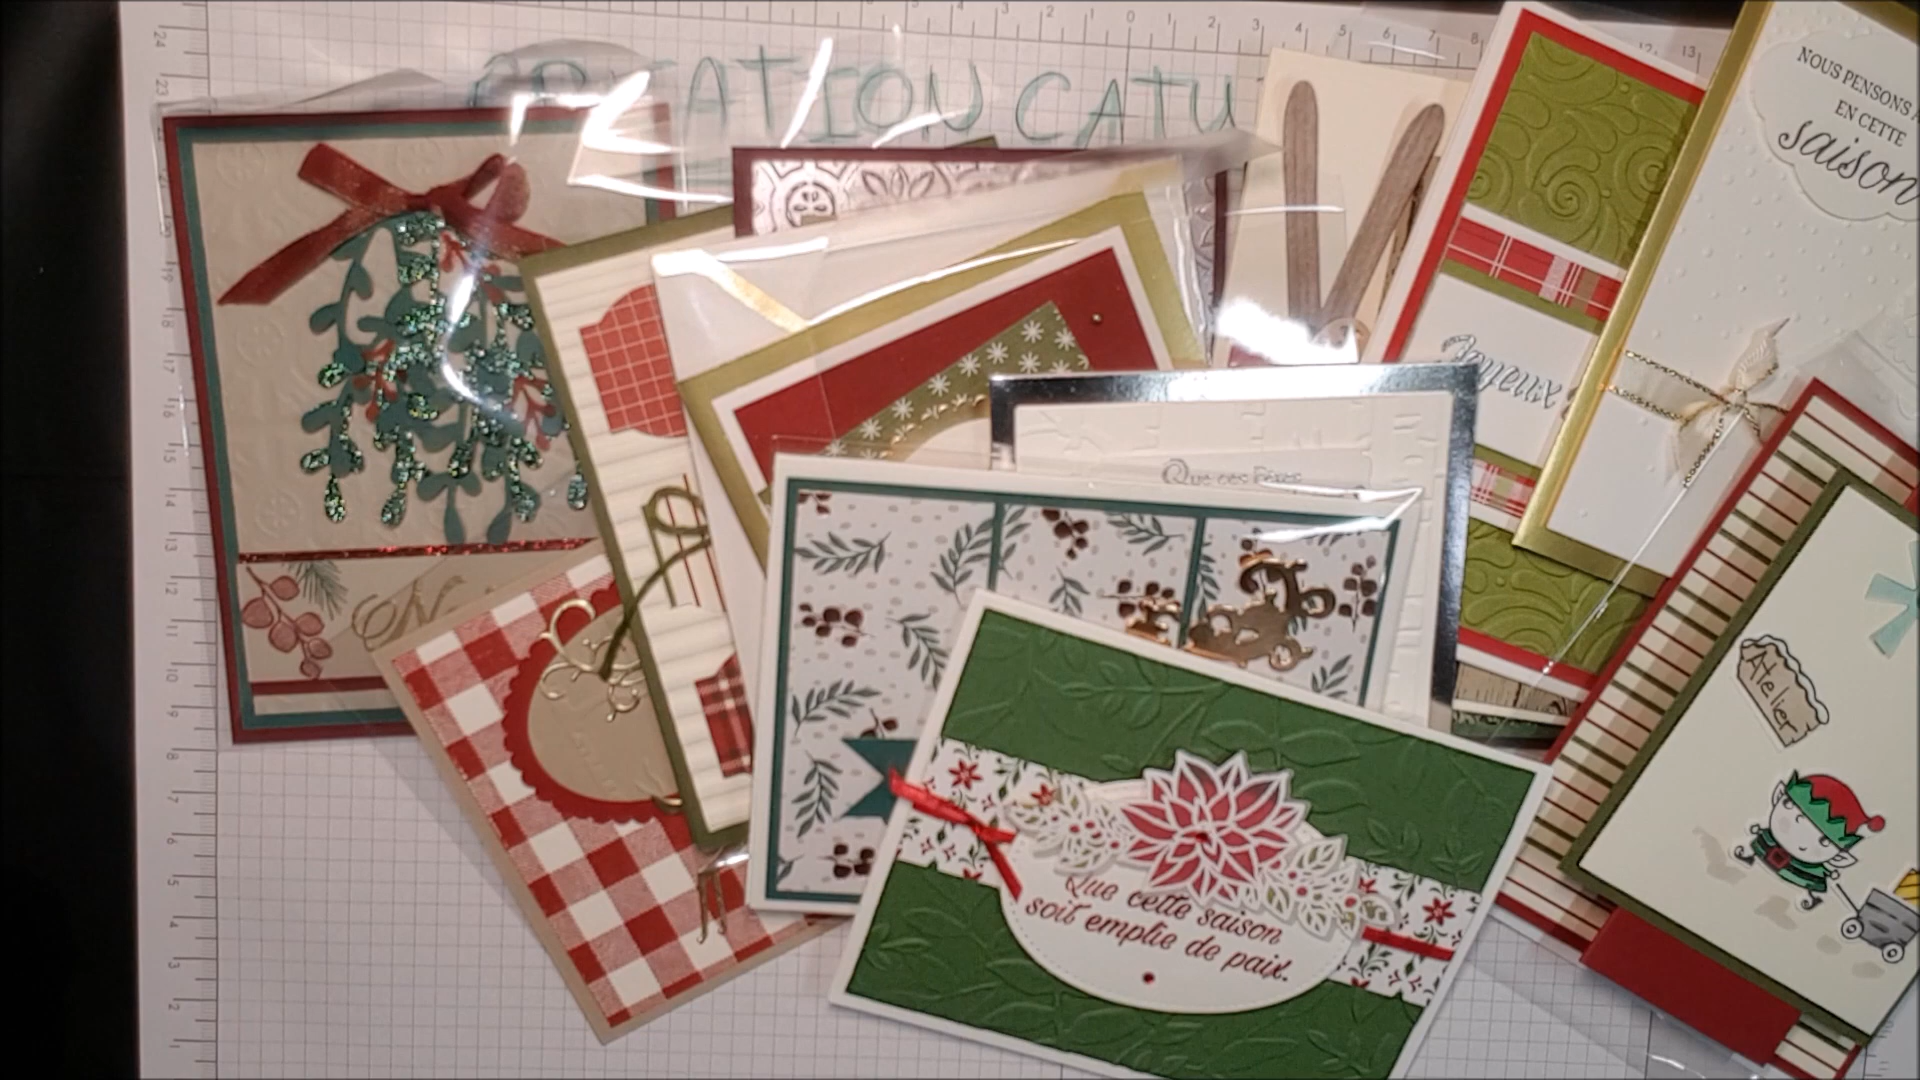 CREATION CATU
NOUS PENSONS À
EN CETTE
saison
Joyeux
Que ces Fêtes
Atelier
Que cette saison
soit emplie de paix.